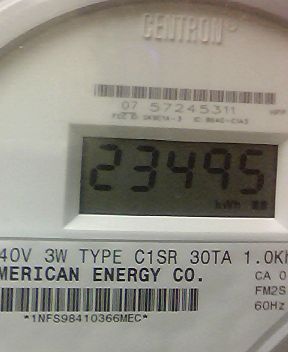 CENTRON®
07 57245311
23495
kWh
40V 3W TYPE C1SR 30TA 1.0Kh
MERICAN ENERGY CO.
CA 0
FM2S
60Hz
*1NFS98410366MEC*